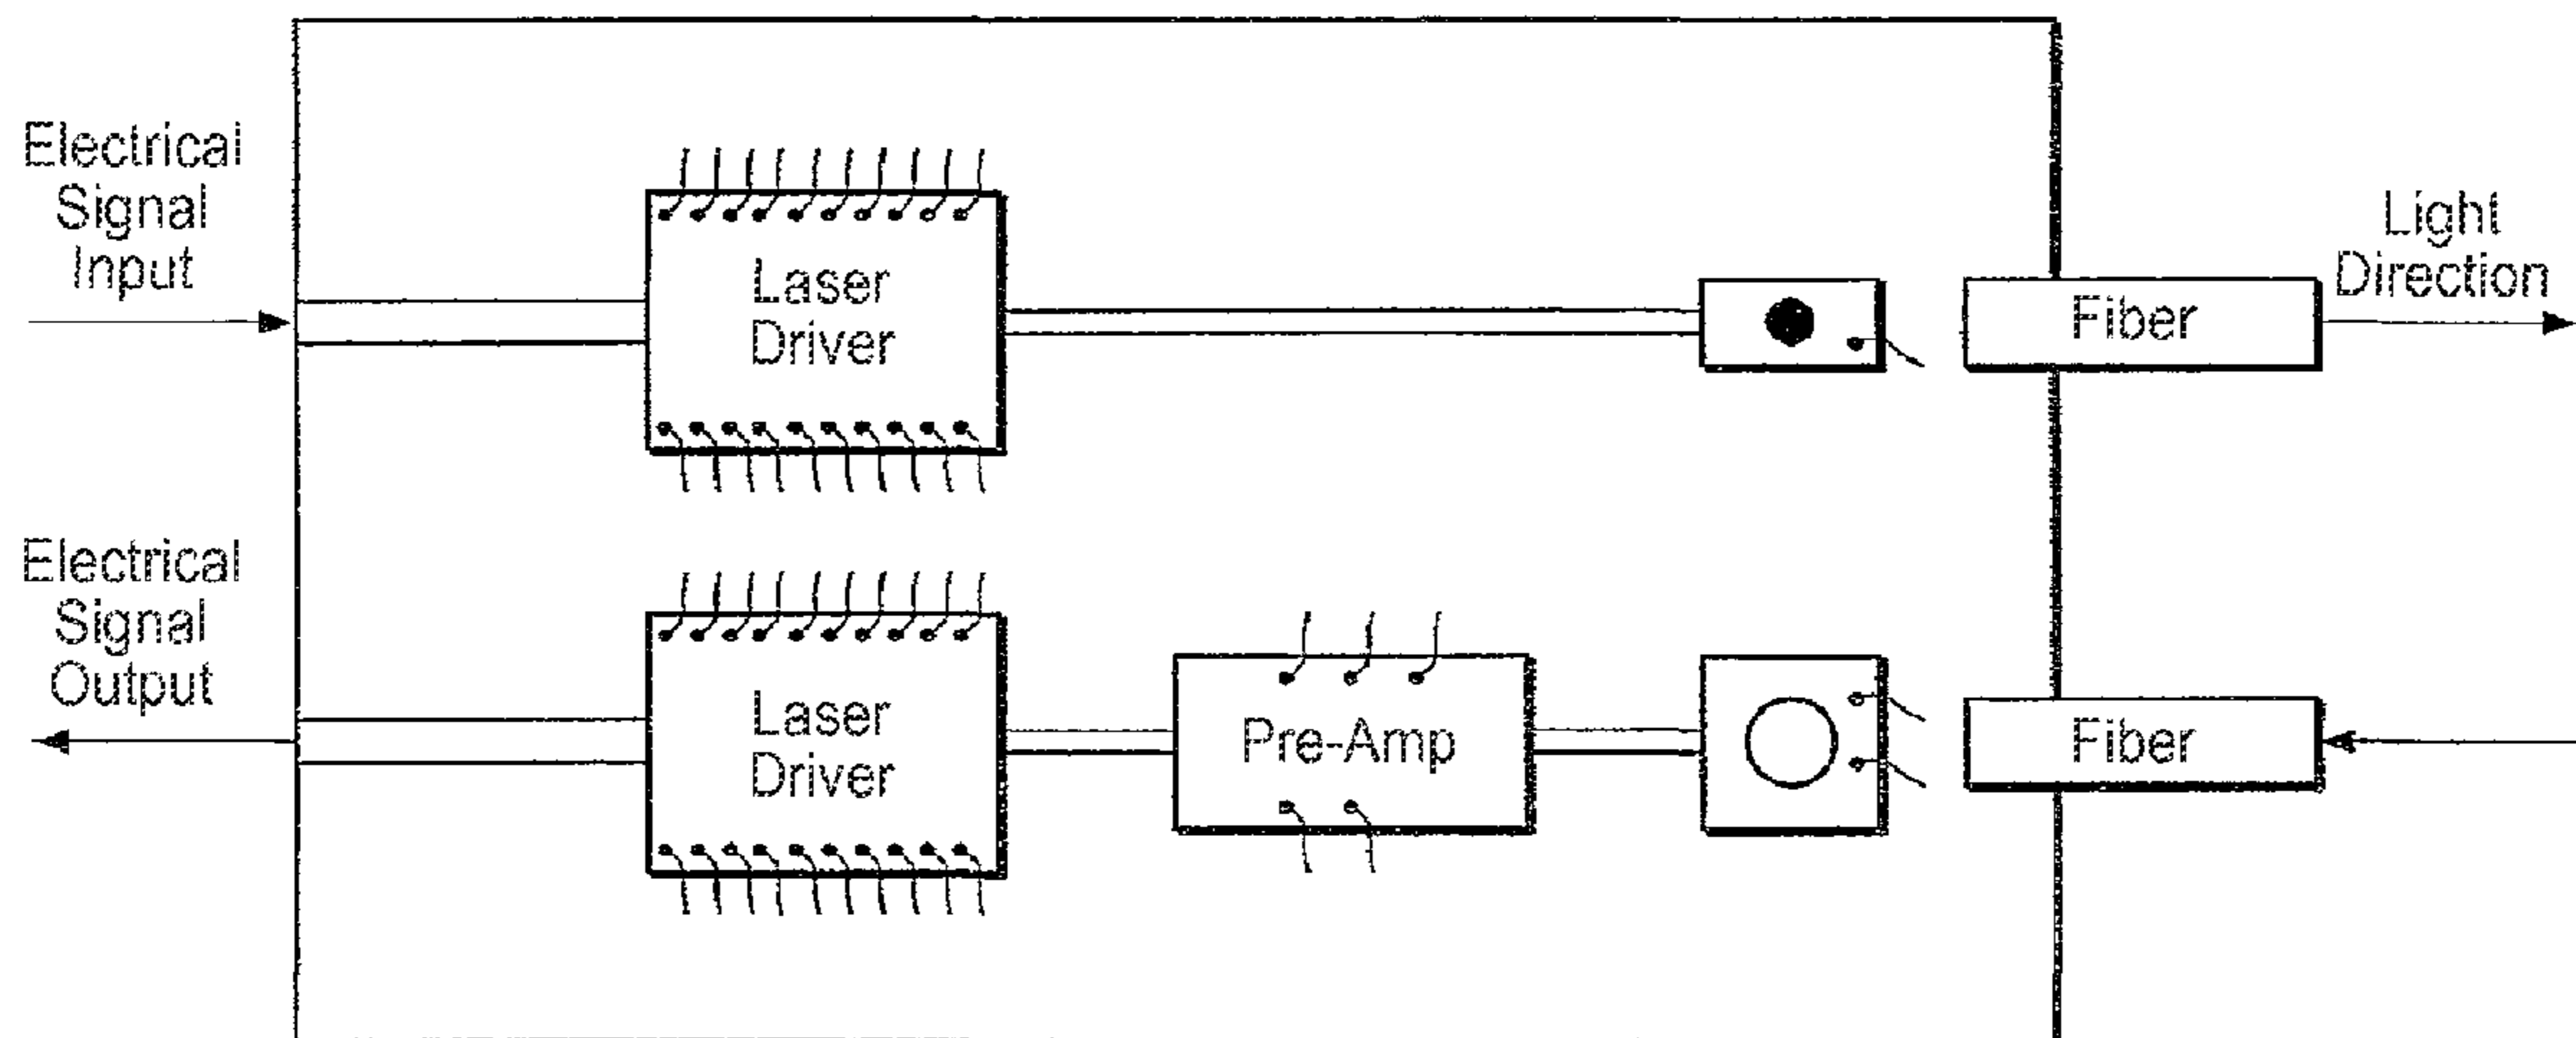 Electrical
Signal
Input
Laser
Driver
Fiber
Light
Direction
Electrical
Signal
Output
Laser
Driver
Pre-Amp
Fiber